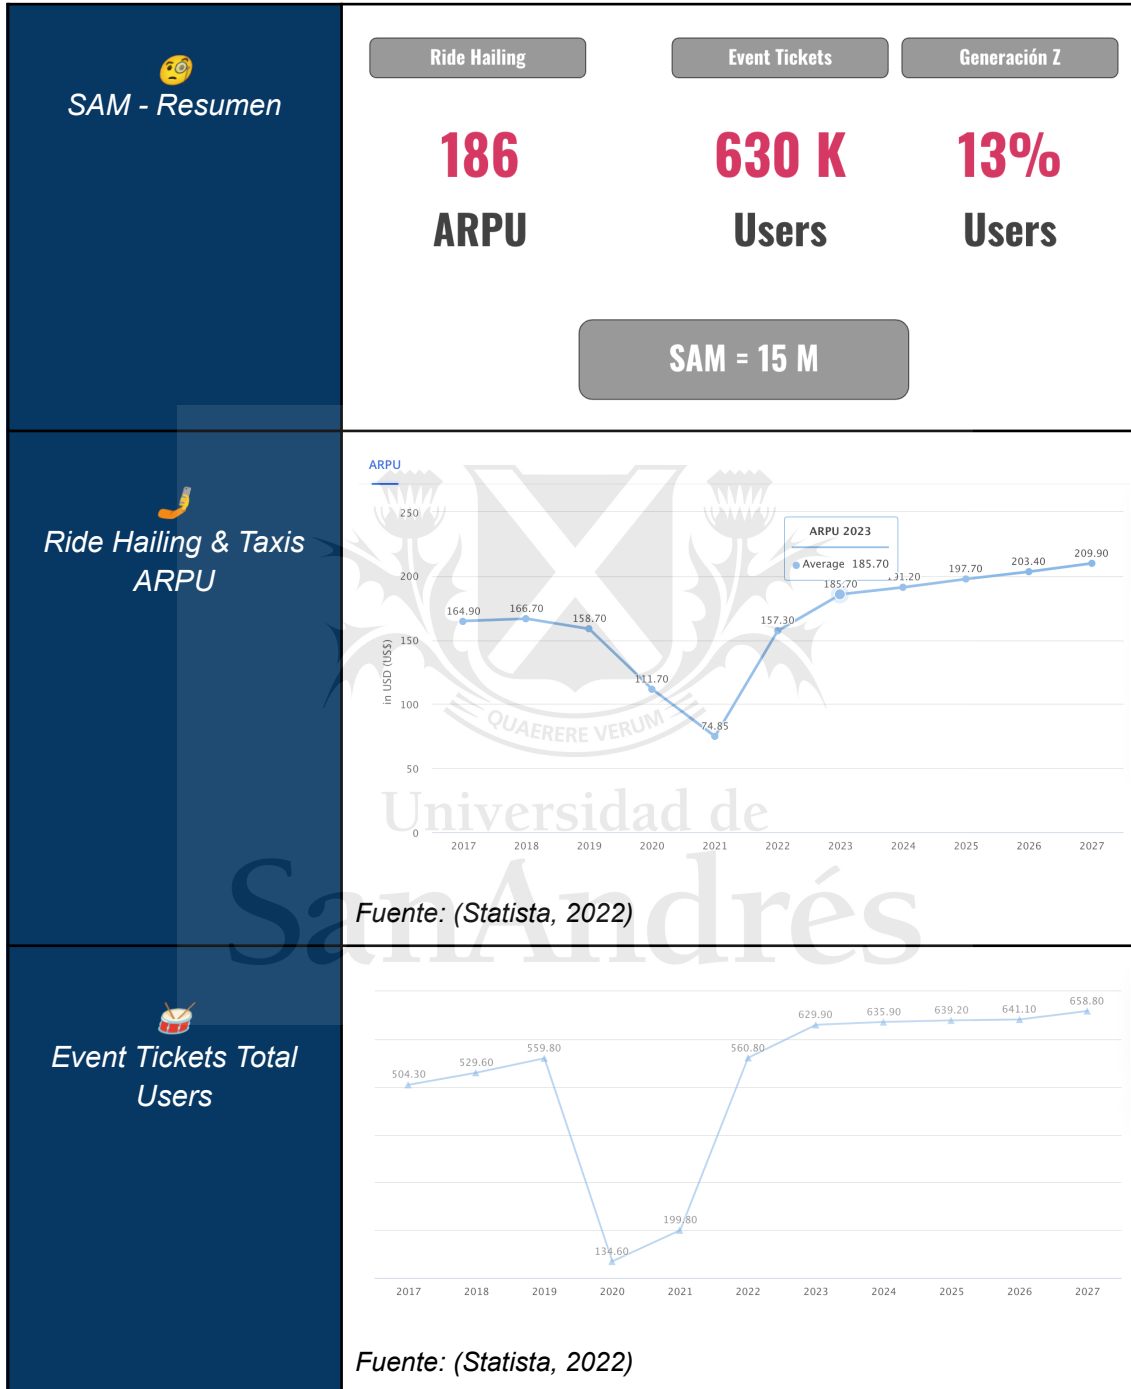 SAM - Resumen
Ride Hailing
Event Tickets
Generación Z
186
630 K
13%
ARPU
Users
Users
SAM = 15 M
Ride Hailing & Taxis
ARPU
ARPU
in USD (US$)
250
200
150
100
50
0
ARPU 2023
Average 185.70
164.90
166.70
158.70
111.70
74.85
157.30
185.70
191.20
197.70
203.40
209.90
2017 2018 2019 2020 2021 2022 2023 2024 2025 2026 2027
QUAERERE VERUM
Universidad de
SanAndrés
Fuente: (Statista, 2022)
Event Tickets Total
Users
504.30
529.60
559.80
134.60
199.80
560.80
629.90
635.90
639.20
641.10
658.80
2017 2018 2019 2020 2021 2022 2023 2024 2025 2026 2027
Fuente: (Statista, 2022)